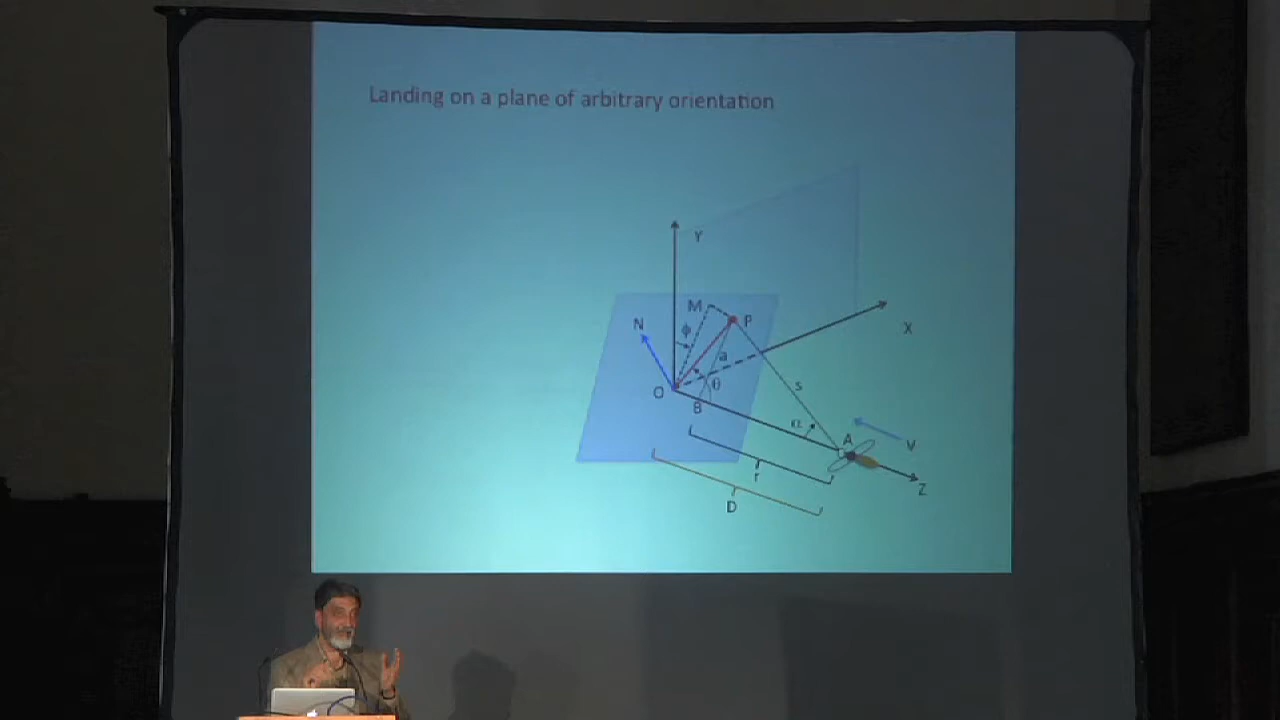 Landing on a plane of arbitrary orientation
Y
M
P
N
ϕ
X
a
θ
O
s
B
α
A
V
r
Z
D